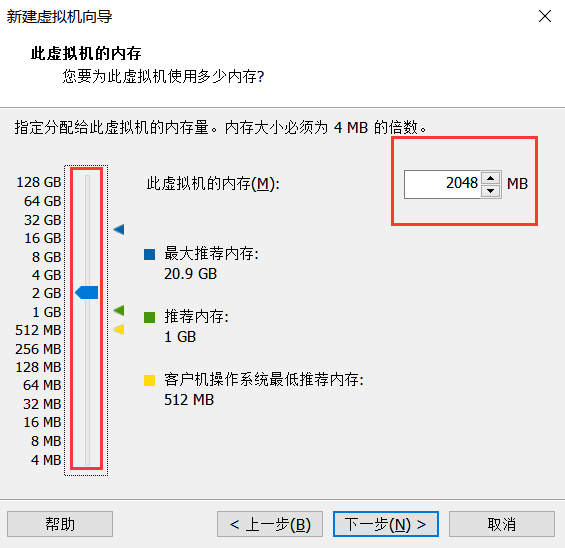 新建虚拟机向导
此虚拟机的内存
您要为此虚拟机使用多少内存?
指定分配给此虚拟机的内存量。内存大小必须为 4 MB 的倍数。
128 GB
64 GB
32 GB
16 GB
8 GB
4 GB
2 GB
1 GB
512 MB
256 MB
128 MB
64 MB
32 MB
16 MB
8 MB
4 MB
此虚拟机的内存(M): 2048 MB
最大推荐内存:
20.9 GB
推荐内存:
1 GB
客户机操作系统最低推荐内存:
512 MB
帮助 < 上一步(B) 下一步(N) > 取消